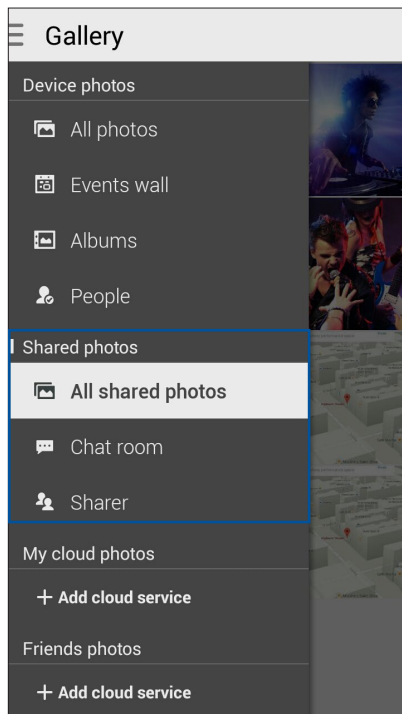 Gallery
Device photos
All photos
Events wall
Albums
People
Shared photos
All shared photos
Chat room
Sharer
My cloud photos
+ Add cloud service
Friends photos
+ Add cloud service